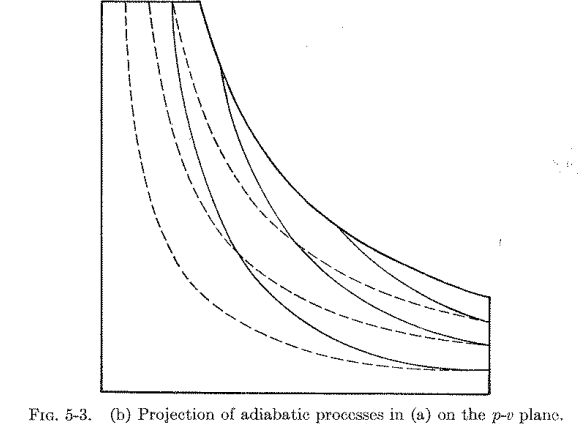 FIG. 5-3. (b) Projection of adiabatic processes in (a) on the p-v plane.